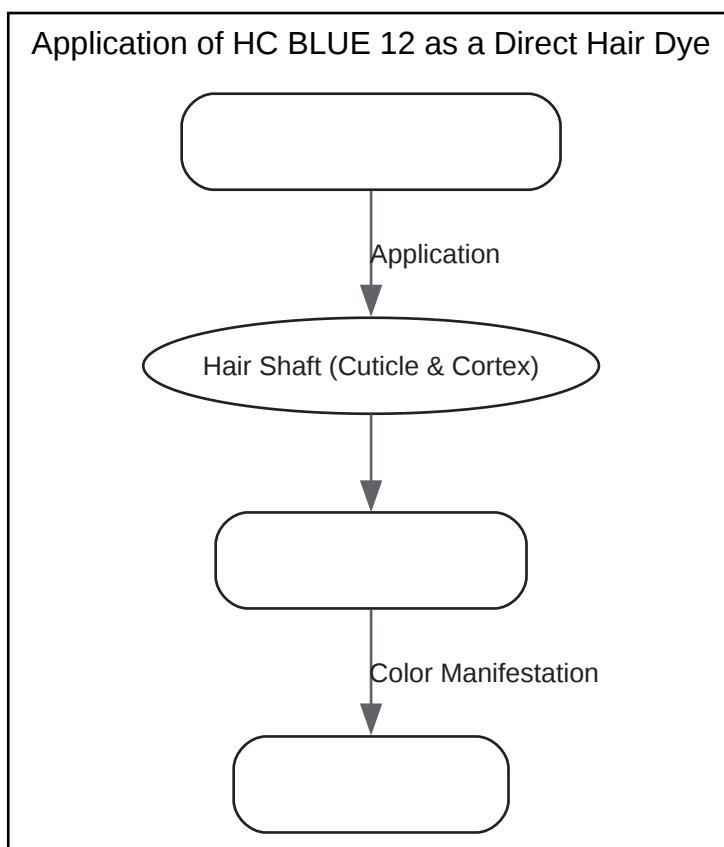 Application of HC BLUE 12 as a Direct Hair Dye
Application
Hair Shaft (Cuticle & Cortex)
Color Manifestation